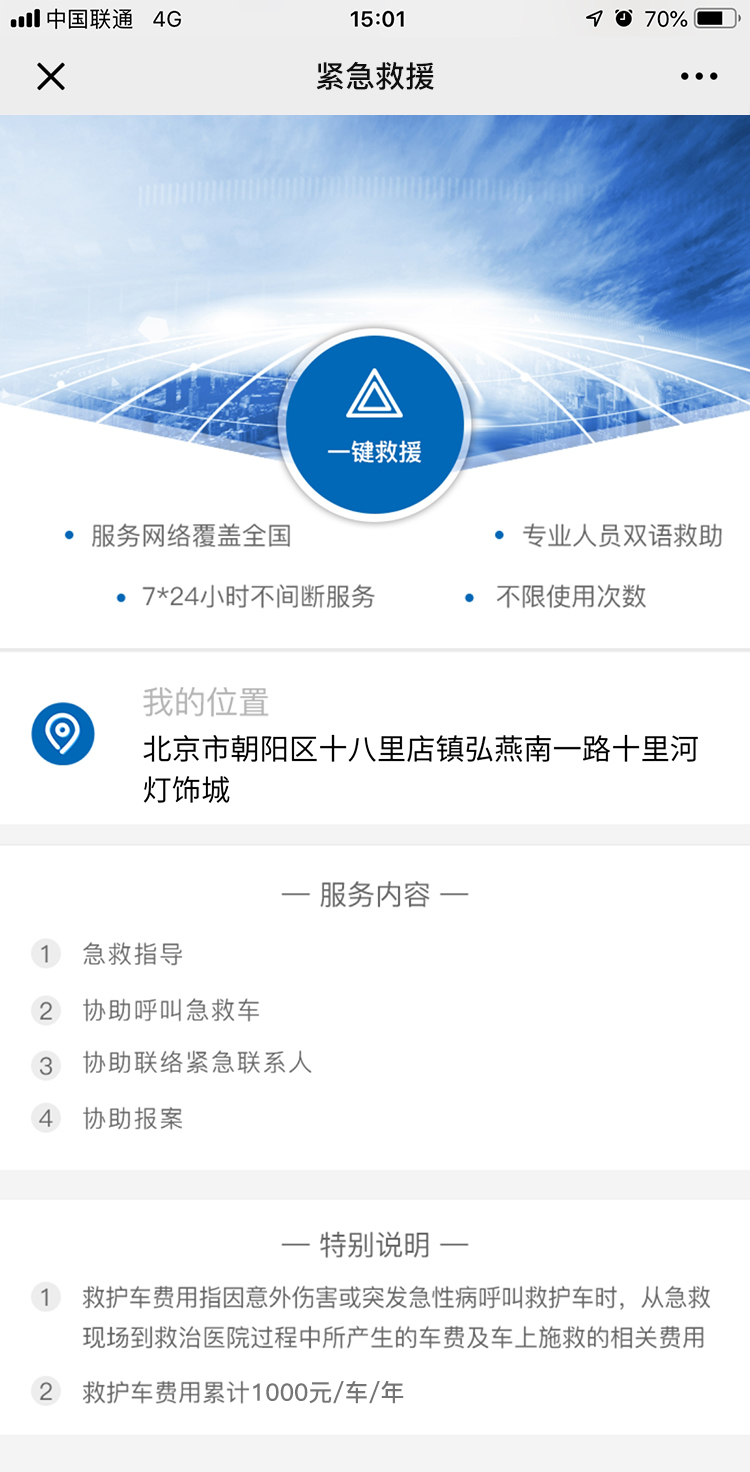 中国联通 4G 15:01 70%
紧急救援
一键救援
服务网络覆盖全国 专业人员双语救助
7*24小时不间断服务 不限使用次数
我的位置
北京市朝阳区十八里店镇弘燕南一路十里河
灯饰城
— 服务内容 —
1 急救指导
2 协助呼叫急救车
3 协助联络紧急联系人
4 协助报案
— 特别说明 —
1 救护车费用指因意外伤害或突发急性病呼叫救护车时，从急救
现场到救治医院过程中所产生的车费及车上施救的相关费用
2 救护车费用累计1000元/车/年